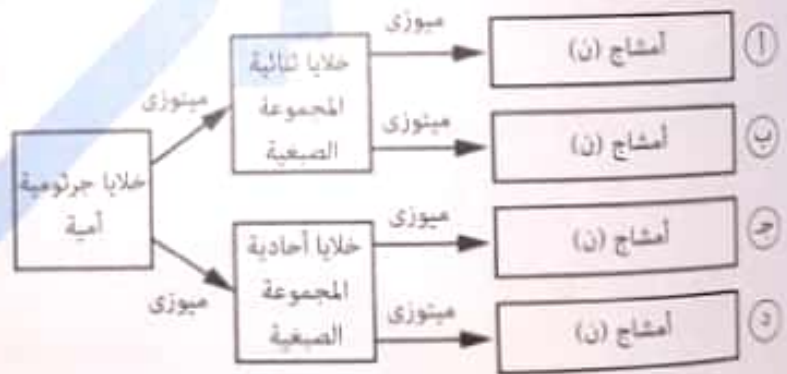 ميوزى
أمشاج (ن)
أ
خلايا ثنائية
المجموعة
الصبغية
ميتوزى
ميتوزى
أمشاج (ن)
ب
خلايا جرثومية
أمية
ميوزى
أمشاج (ن)
جـ
خلايا أحادية
المجموعة
الصبغية
ميوزى
ميتوزى
أمشاج (ن)
د